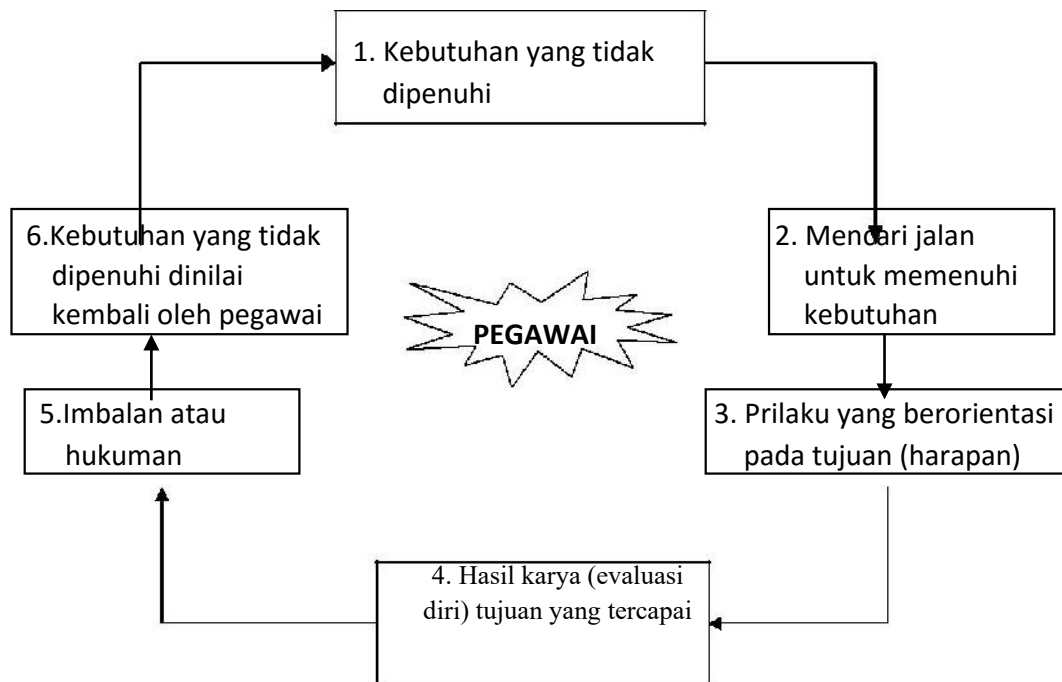 1. Kebutuhan yang tidak
dipenuhi
2. Mencari jalan
untuk memenuhi
kebutuhan
3. Prilaku yang berorientasi
pada tujuan (harapan)
4. Hasil karya (evaluasi
diri) tujuan yang tercapai
5.Imbalan atau
hukuman
6.Kebutuhan yang tidak
dipenuhi dinilai
kembali oleh pegawai
PEGAWAI